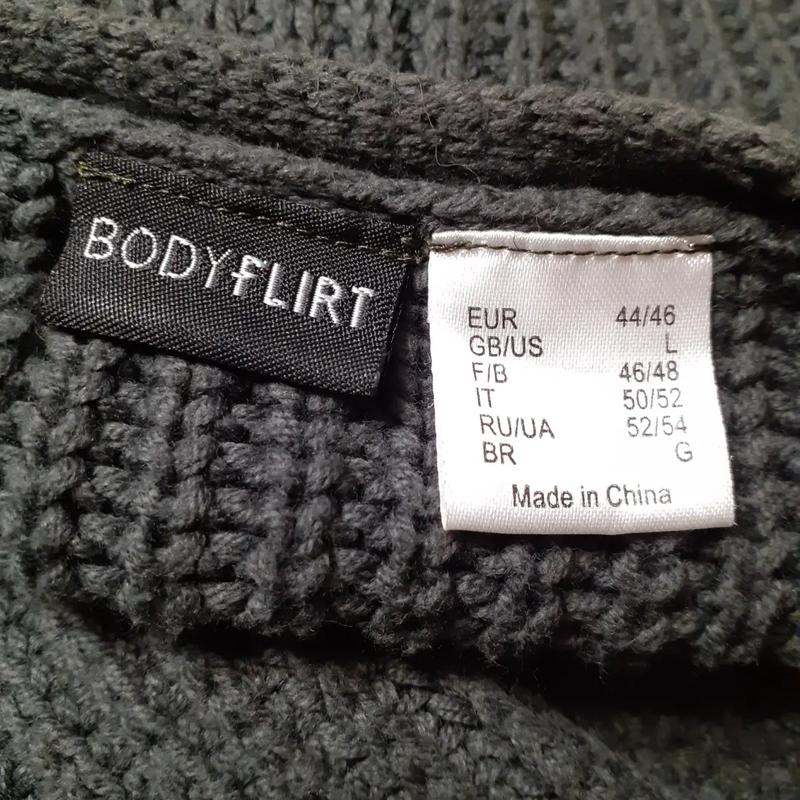 BODYFLIRT
EUR 44/46
GB/US L
F/B 46/48
IT 50/52
RU/UA 52/54
BR G
Made in China